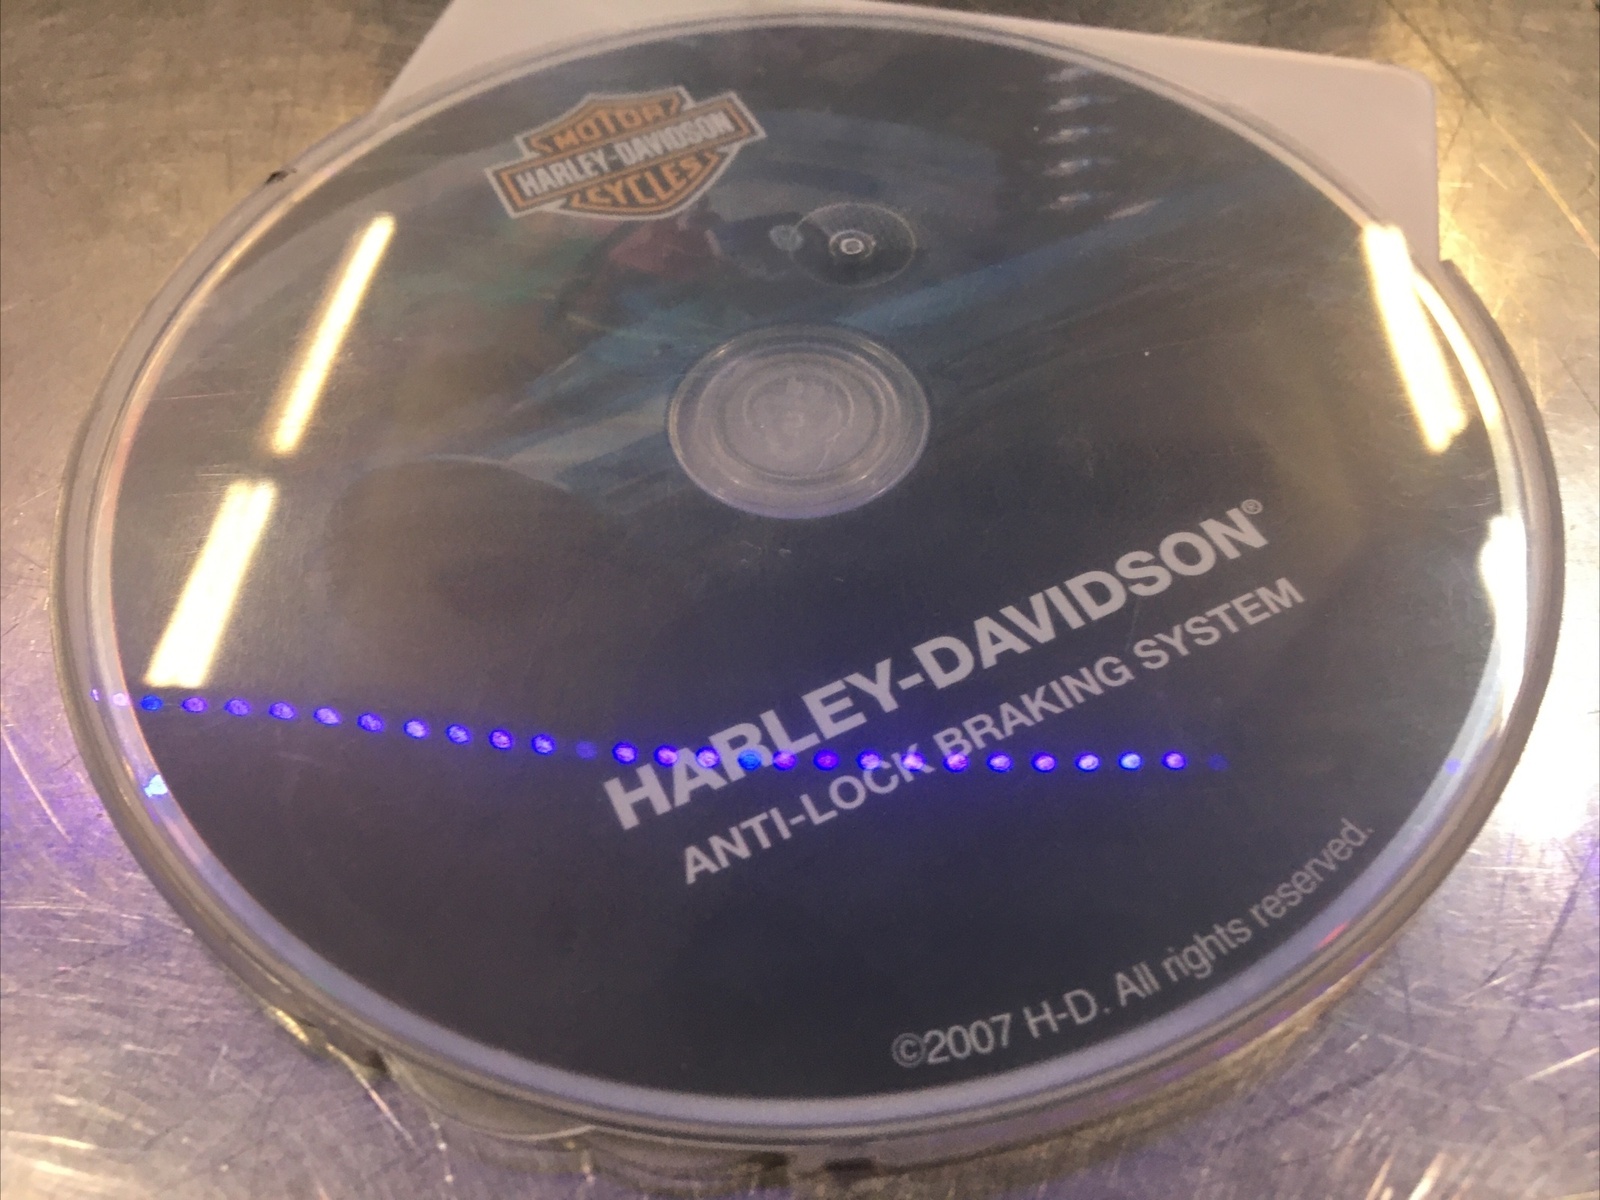 MOTOR
HARLEY-DAVIDSON
CYCLES
HARLEY-DAVIDSON®
ANTI-LOCK BRAKING SYSTEM
©2007 H-D. All rights reserved.